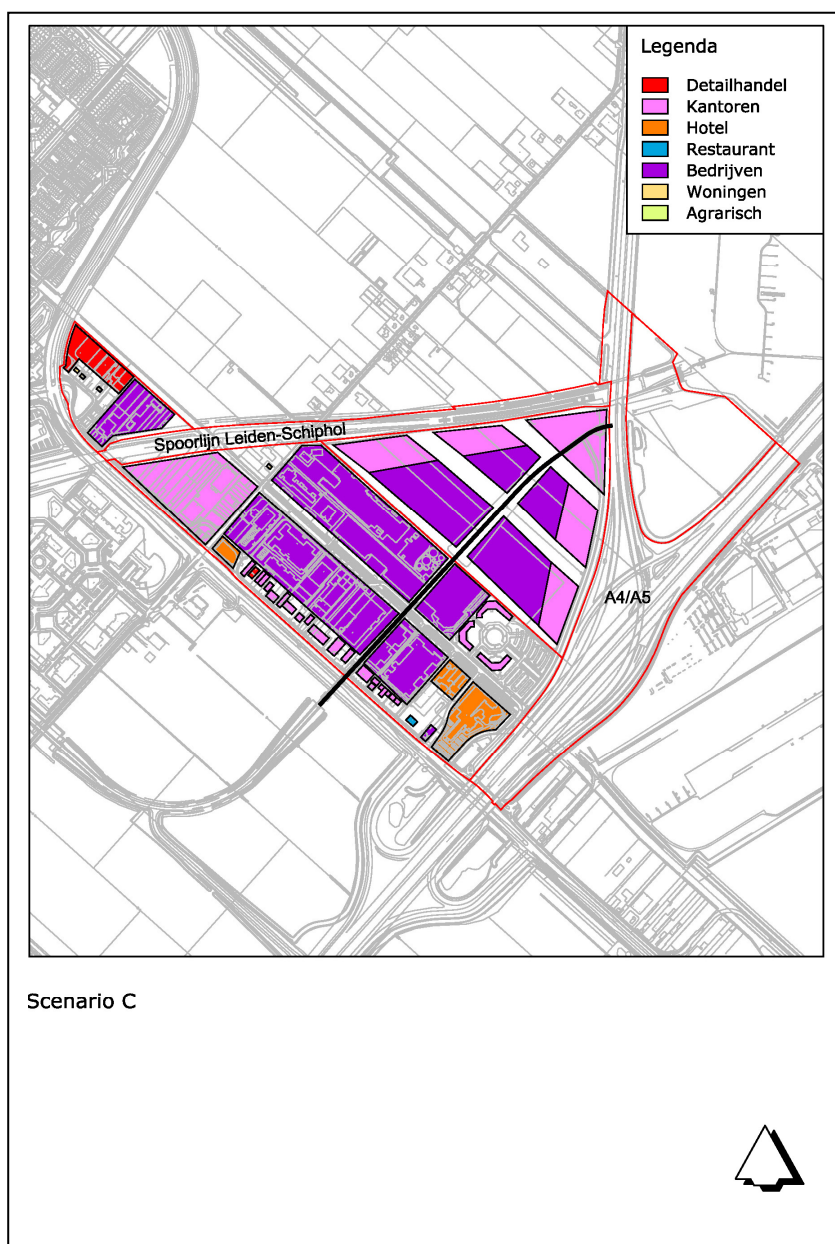 Legenda
Detailhandel
Kantoren
Hotel
Restaurant
Bedrijven
Woningen
Agrarisch
Spoorlijn Leiden-Schiphol
A4/A5
Scenario C